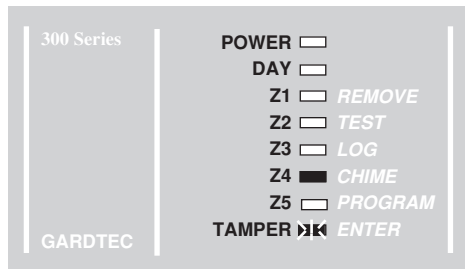 300 Series
POWER
DAY
Z1 REMOVE
Z2 TEST
Z3 LOG
Z4 CHIME
Z5 PROGRAM
TAMPER ENTER
GARDTEC